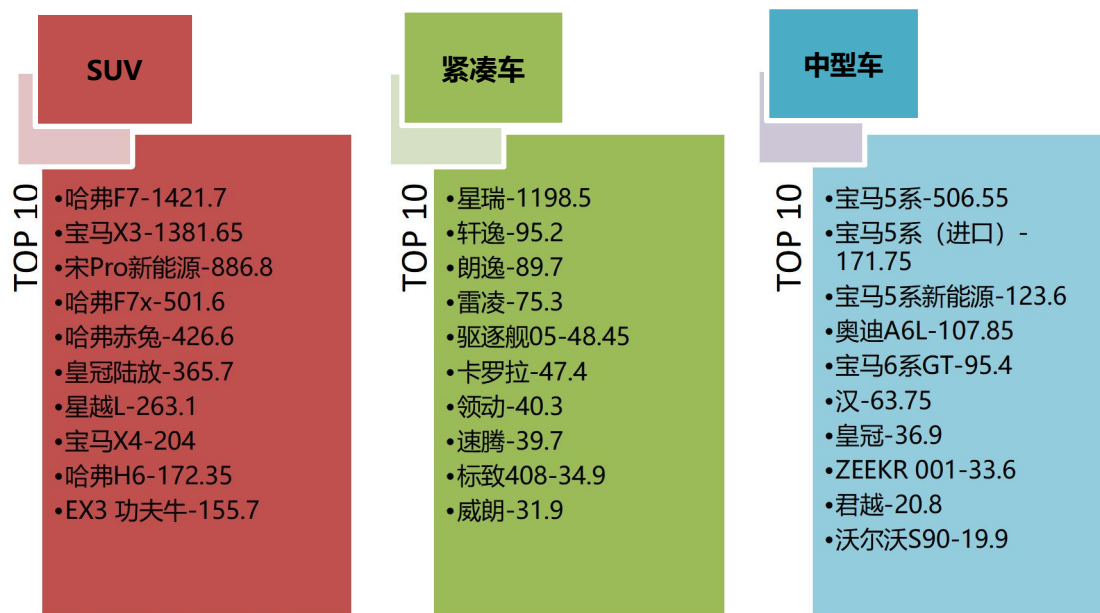 SUV
TOP 10
•哈弗F7-1421.7
•宝马X3-1381.65
•宋Pro新能源-886.8
•哈弗F7x-501.6
•哈弗赤兔-426.6
•皇冠陆放-365.7
•星越L-263.1
•宝马X4-204
•哈弗H6-172.35
•EX3 功夫牛-155.7
紧凑车
TOP 10
•星瑞-1198.5
•轩逸-95.2
•朗逸-89.7
•雷凌-75.3
•驱逐舰05-48.45
•卡罗拉-47.4
•领动-40.3
•速腾-39.7
•标致408-34.9
•威朗-31.9
中型车
TOP 10
•宝马5系-506.55
•宝马5系（进口）-
171.75
•宝马5系新能源-123.6
•奥迪A6L-107.85
•宝马6系GT-95.4
•汉-63.75
•皇冠-36.9
•ZEEKR 001-33.6
•君越-20.8
•沃尔沃S90-19.9